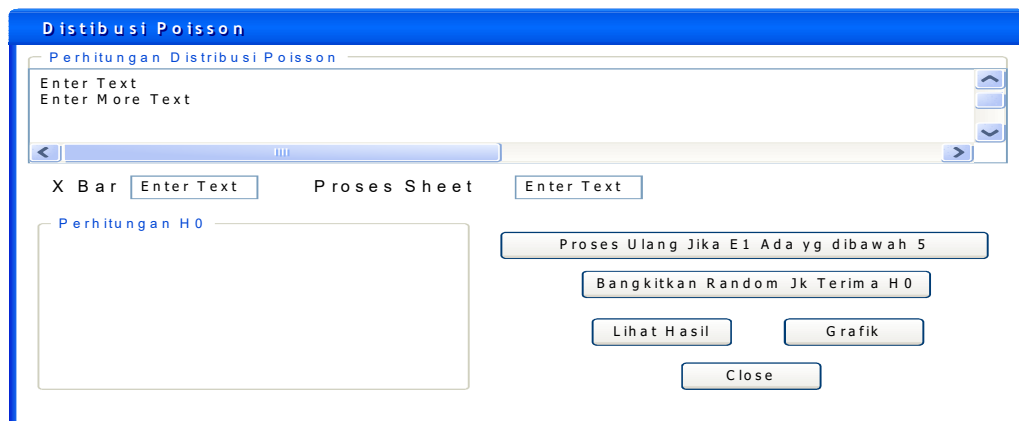 Distibusi Poisson
Perhitungan Distribusi Poisson
Enter Text
Enter More Text
X Bar Enter Text Proses Sheet Enter Text
Perhitungan H0
Proses Ulang Jika E1 Ada yg dibawah 5
Bangkitkan Random Jk Terima H0
Lihat Hasil Grafik
Close